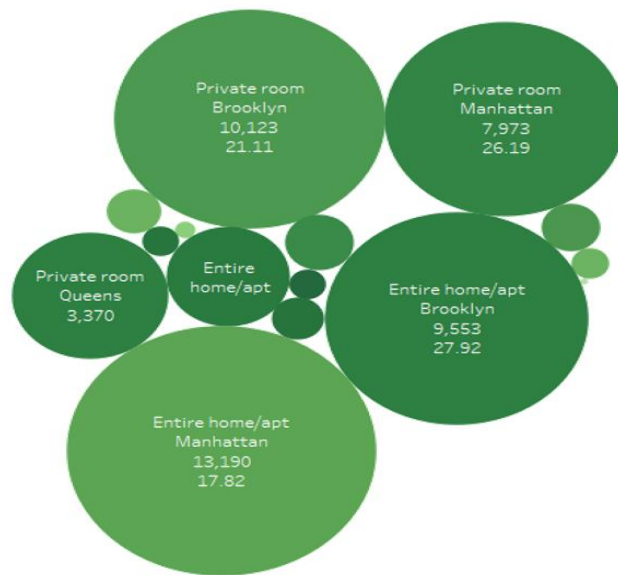 Private room
Brooklyn
10,123
21.11
Private room
Manhattan
7,973
26.19
Private room
Queens
3,370
Entire
home/apt
Entire home/apt
Brooklyn
9,553
27.92
Entire home/apt
Manhattan
13,190
17.82